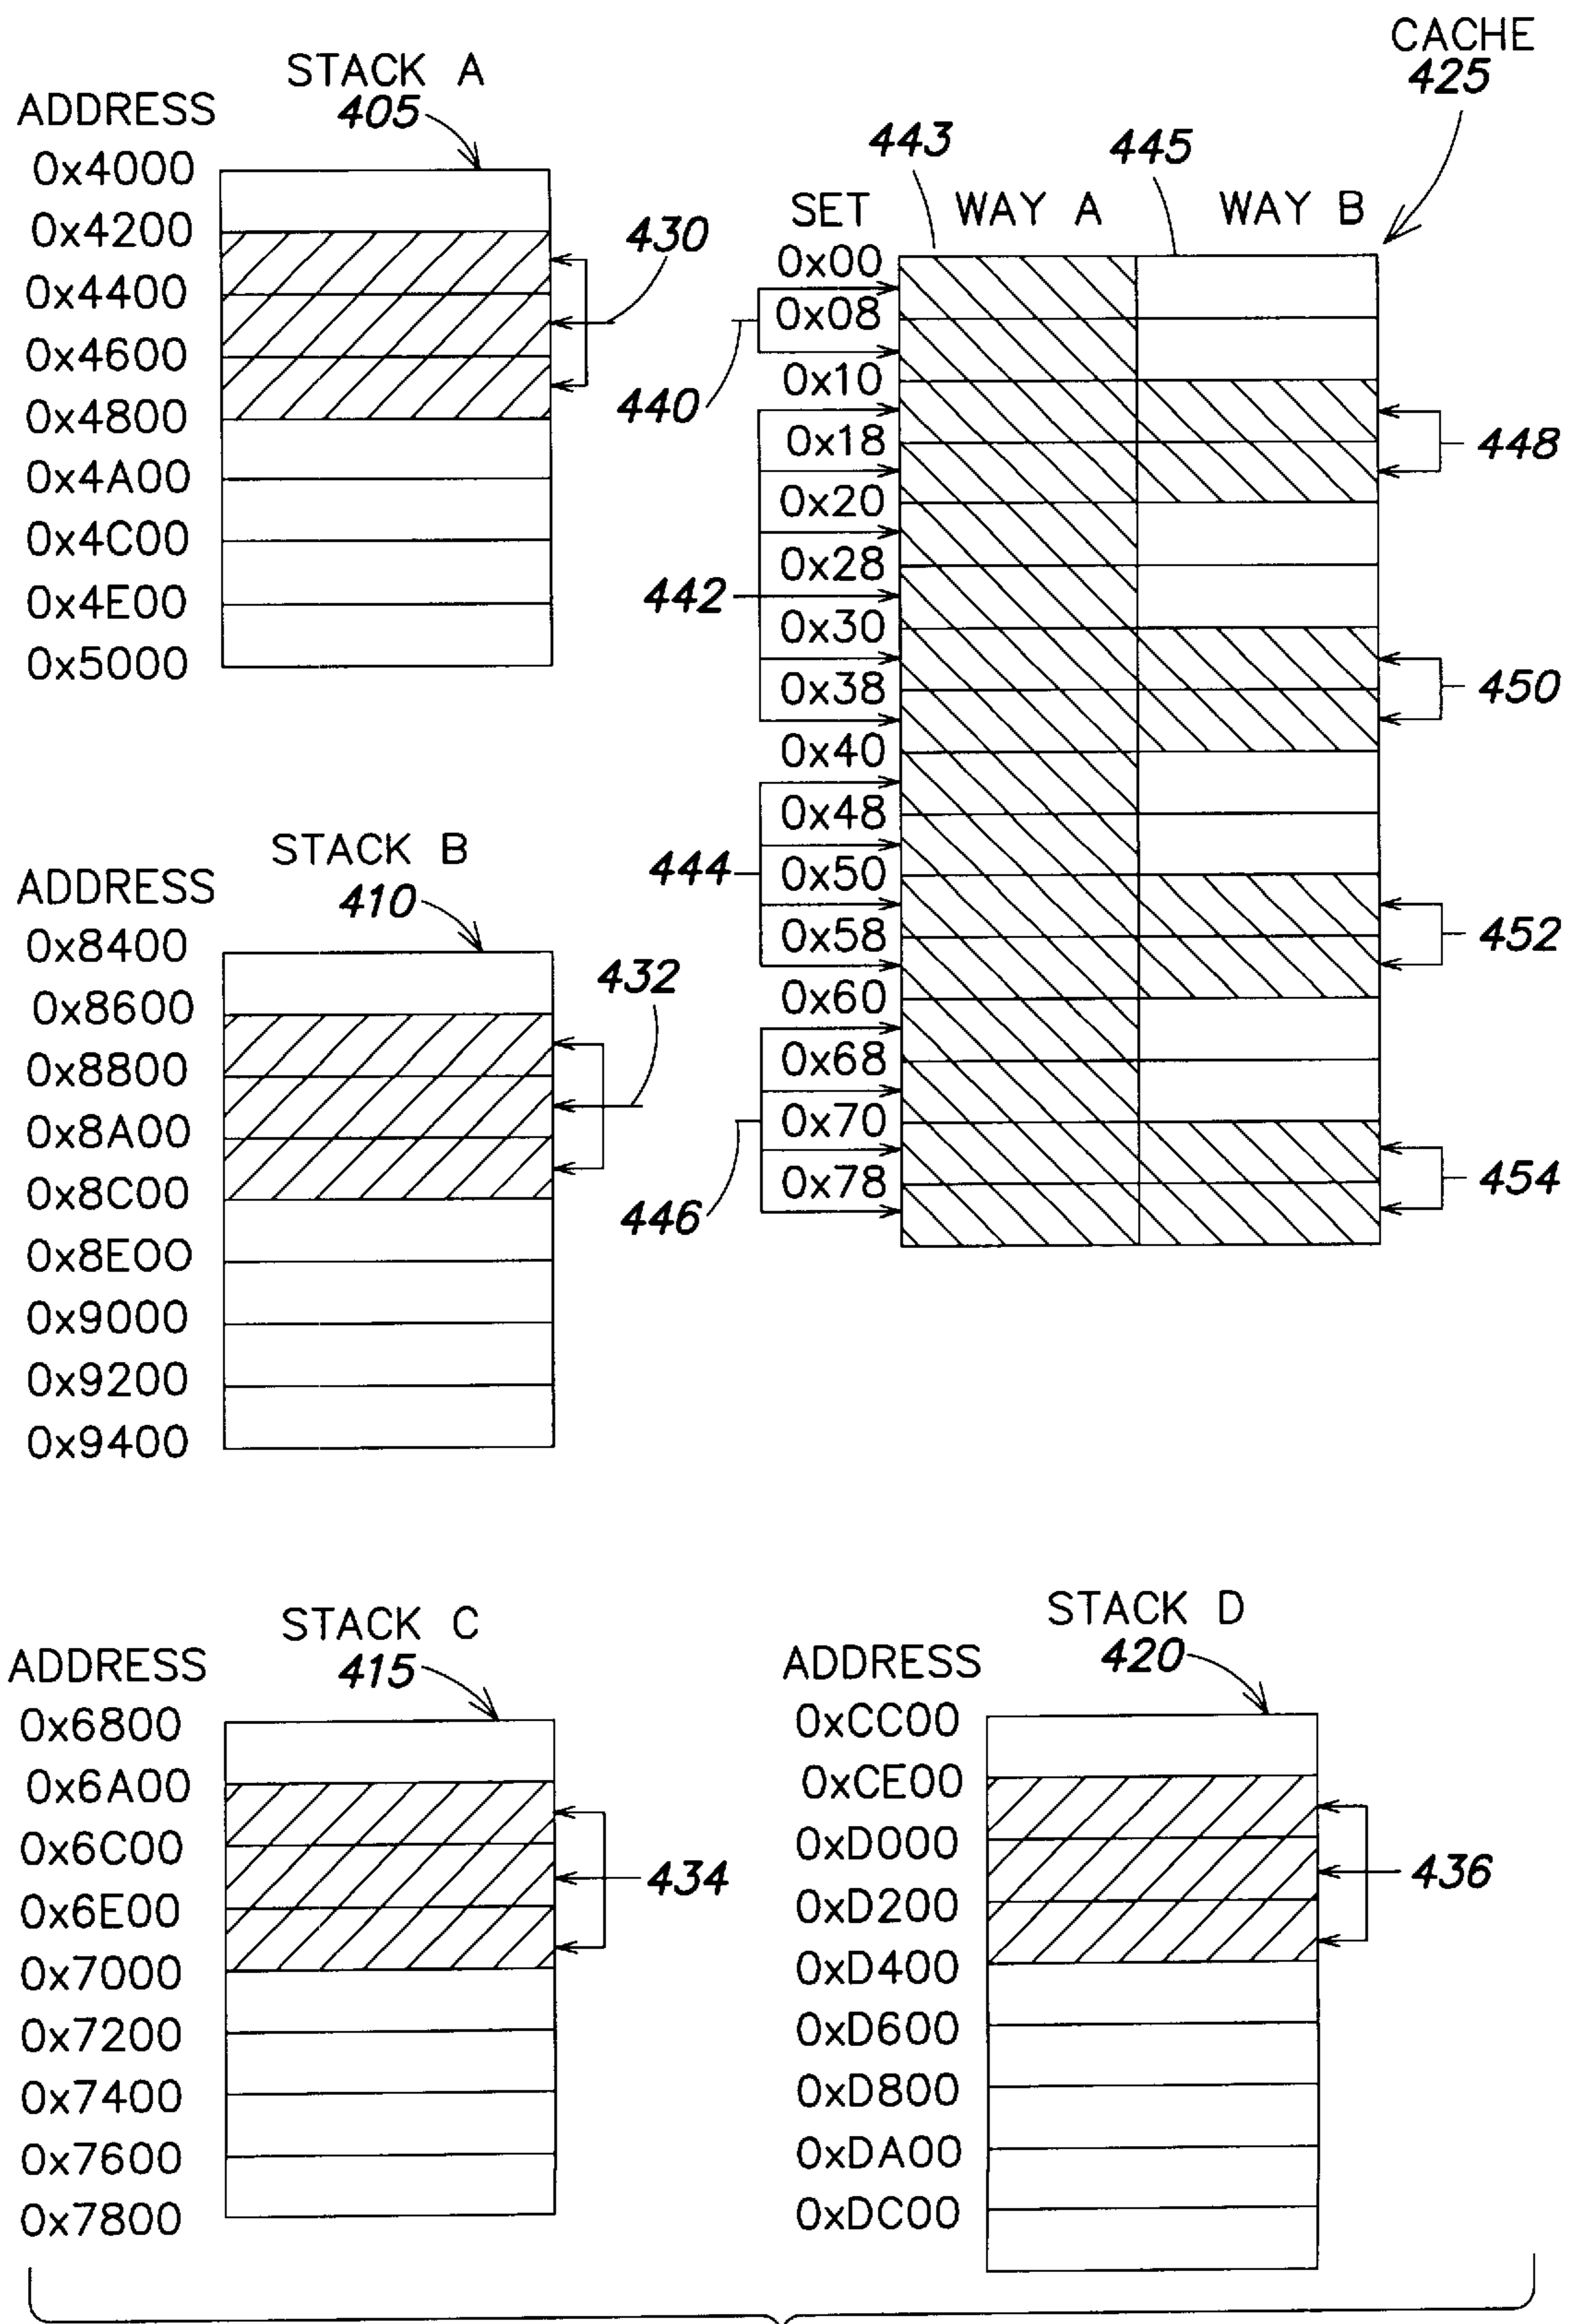 STACK A
405
ADDRESS
0x4000
0x4200
0x4400
0x4600
0x4800
0x4A00
0x4C00
0x4E00
0x5000
430
CACHE
425
443
445
SET WAY A WAY B
0x00
0x08
0x10
0x18
0x20
0x28
0x30
0x38
0x40
0x48
0x50
0x58
0x60
0x68
0x70
0x78
440
442
444
446
448
450
452
454
STACK B
410
ADDRESS
0x8400
0x8600
0x8800
0x8A00
0x8C00
0x8E00
0x9000
0x9200
0x9400
432
STACK C
415
ADDRESS
0x6800
0x6A00
0x6C00
0x6E00
0x7000
0x7200
0x7400
0x7600
0x7800
434
STACK D
420
ADDRESS
0xCC00
0xCE00
0xD000
0xD200
0xD400
0xD600
0xD800
0xDA00
0xDC00
436